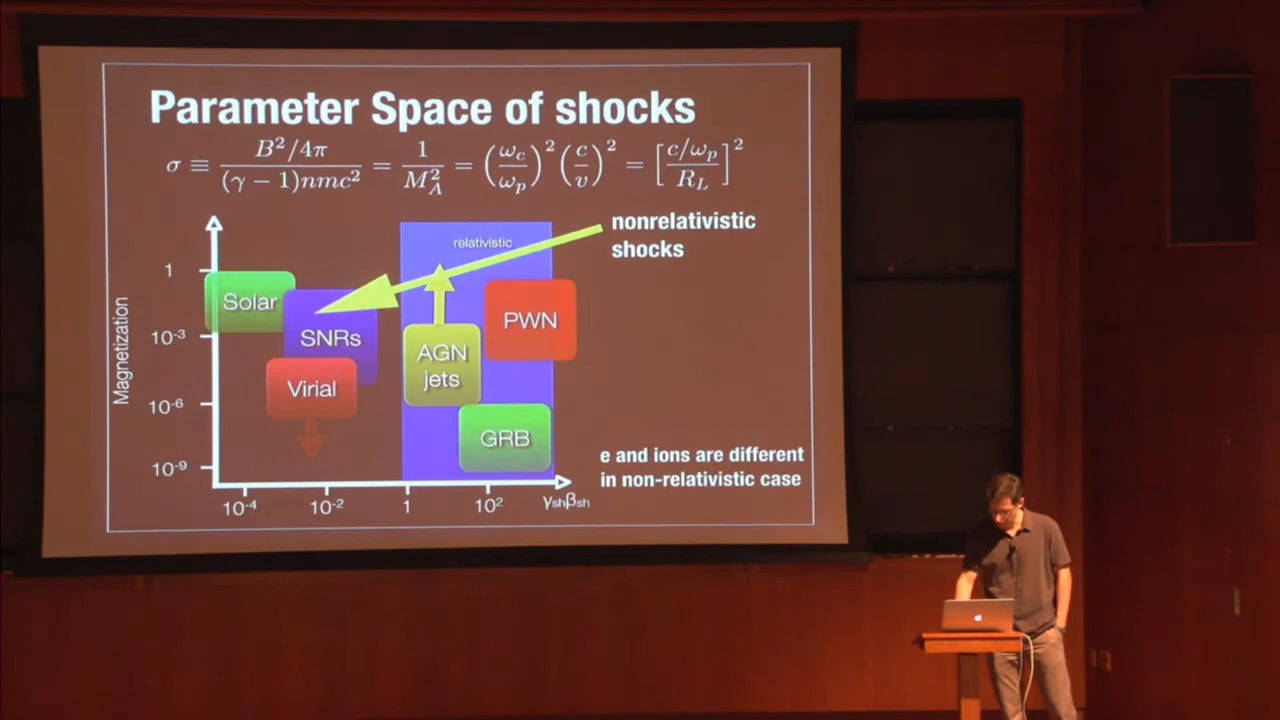 Parameter Space of shocks
σ ≡ B²/4π / (γ − 1)nmc² = 1 / M_A² = (ω_c / ω_p)² (c / v)² = [c/ω_p / R_L]²
nonrelativistic
shocks
relativistic
Magnetization
1
10⁻³
10⁻⁶
10⁻⁹
Solar
SNRs
Virial
AGN
jets
PWN
GRB
e and ions are different
in non-relativistic case
10⁻⁴
10⁻²
1
10²
γ_shβ_sh